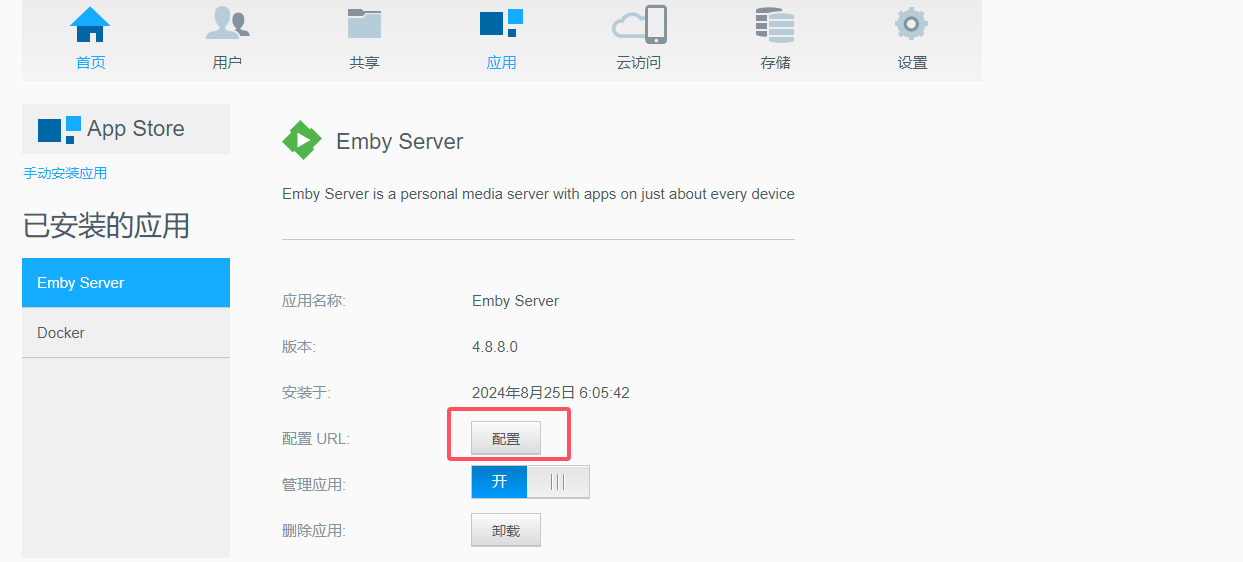 首页 用户 共享 应用 云访问 存储 设置
App Store
手动安装应用
已安装的应用
Emby Server
Docker
Emby Server
Emby Server is a personal media server with apps on just about every device
应用名称: Emby Server
版本: 4.8.8.0
安装于: 2024年8月25日 6:05:42
配置 URL: 配置
管理应用: 开
删除应用: 卸载